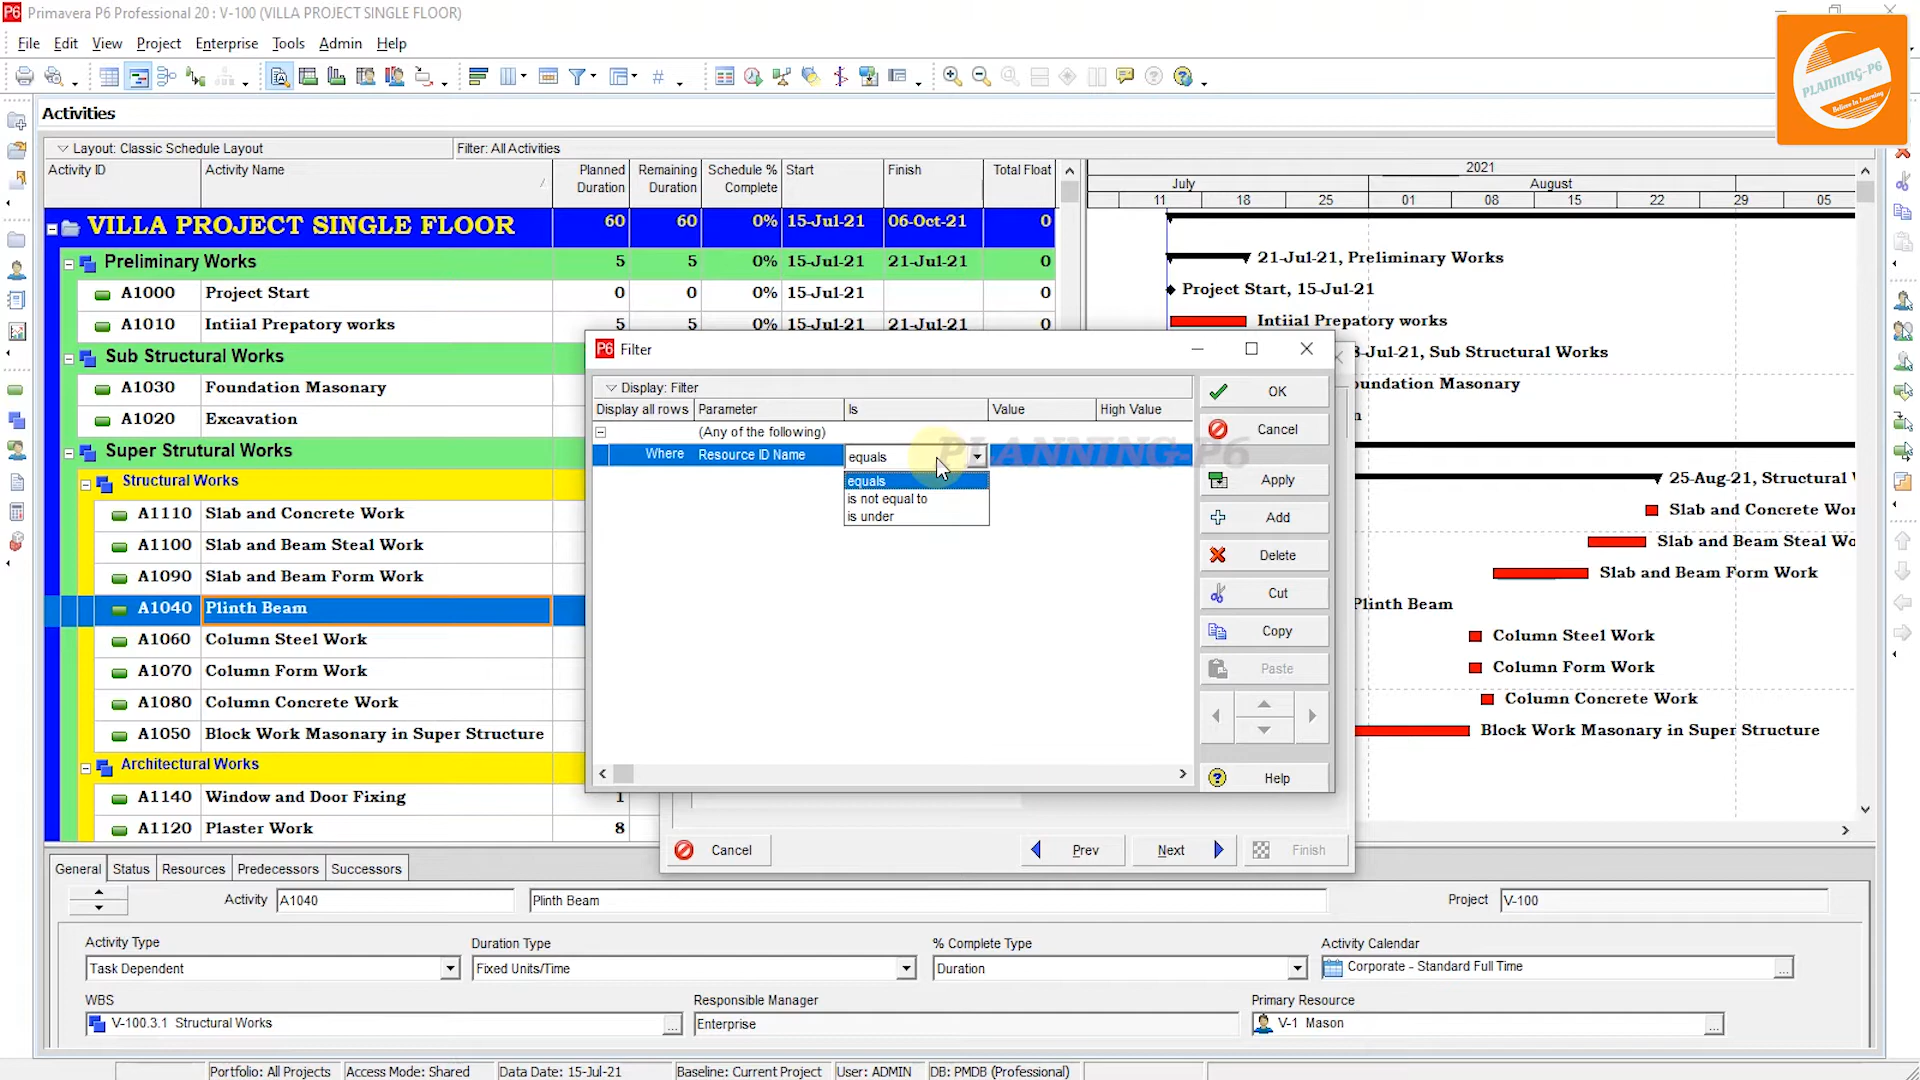 Primavera P6 Professional 20 : V-100 (VILLA PROJECT SINGLE FLOOR)
File Edit View Project Enterprise Tools Admin Help
PLANNING-P6
Believe In Learning
Activities
Layout: Classic Schedule Layout Filter: All Activities
Activity ID Activity Name Planned Duration Remaining Duration Schedule % Complete Start Finish Total Float
2021
July August
11 18 25 01 08 15 22 29 05
VILLA PROJECT SINGLE FLOOR 60 60 0% 15-Jul-21 06-Oct-21 0
Preliminary Works 5 5 0% 15-Jul-21 21-Jul-21 0
21-Jul-21, Preliminary Works
A1000 Project Start 0 0 0% 15-Jul-21 0
Project Start, 15-Jul-21
A1010 Intiial Prepatory works 5 5 0% 15-Jul-21 21-Jul-21 0
Intiial Prepatory works
Sub Structural Works
8-Jul-21, Sub Structural Works
A1030 Foundation Masonary
oundation Masonary
A1020 Excavation
n
Super Strutural Works
Structural Works
25-Aug-21, Structural
A1110 Slab and Concrete Work
Slab and Concrete Wor
A1100 Slab and Beam Steal Work
Slab and Beam Steal Wo
A1090 Slab and Beam Form Work
Slab and Beam Form Work
A1040 Plinth Beam
Plinth Beam
A1060 Column Steel Work
Column Steel Work
A1070 Column Form Work
Column Form Work
A1080 Column Concrete Work
Column Concrete Work
A1050 Block Work Masonary in Super Structure
Block Work Masonary in Super Structure
Architectural Works
A1140 Window and Door Fixing 1
A1120 Plaster Work 8
P6 Filter
Display: Filter
Display all rows Parameter Is Value High Value
(Any of the following)
Where Resource ID Name equals
PLANNING-P6
equals
is not equal to
is under
OK
Cancel
Apply
Add
Delete
Cut
Copy
Paste
Help
Cancel Prev Next Finish
General Status Resources Predecessors Successors
Activity A1040 Plinth Beam Project V-100
Activity Type Duration Type % Complete Type Activity Calendar
Task Dependent Fixed Units/Time Duration Corporate - Standard Full Time
WBS Responsible Manager Primary Resource
V-100.3.1 Structural Works Enterprise V-1 Mason
Portfolio: All Projects Access Mode: Shared Data Date: 15-Jul-21 Baseline: Current Project User: ADMIN DB: PMDB (Professional)